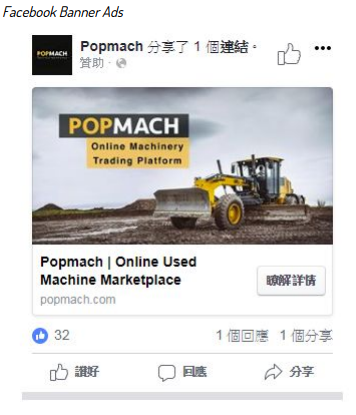 Facebook Banner Ads
POPMACH
Popmach 分享了 1 個連結。
贊助 ·
POPMACH
Online Machinery
Trading Platform
Popmach | Online Used
Machine Marketplace
瞭解詳情
popmach.com
32
1 個回應 1 個分享
讚好 回應 分享